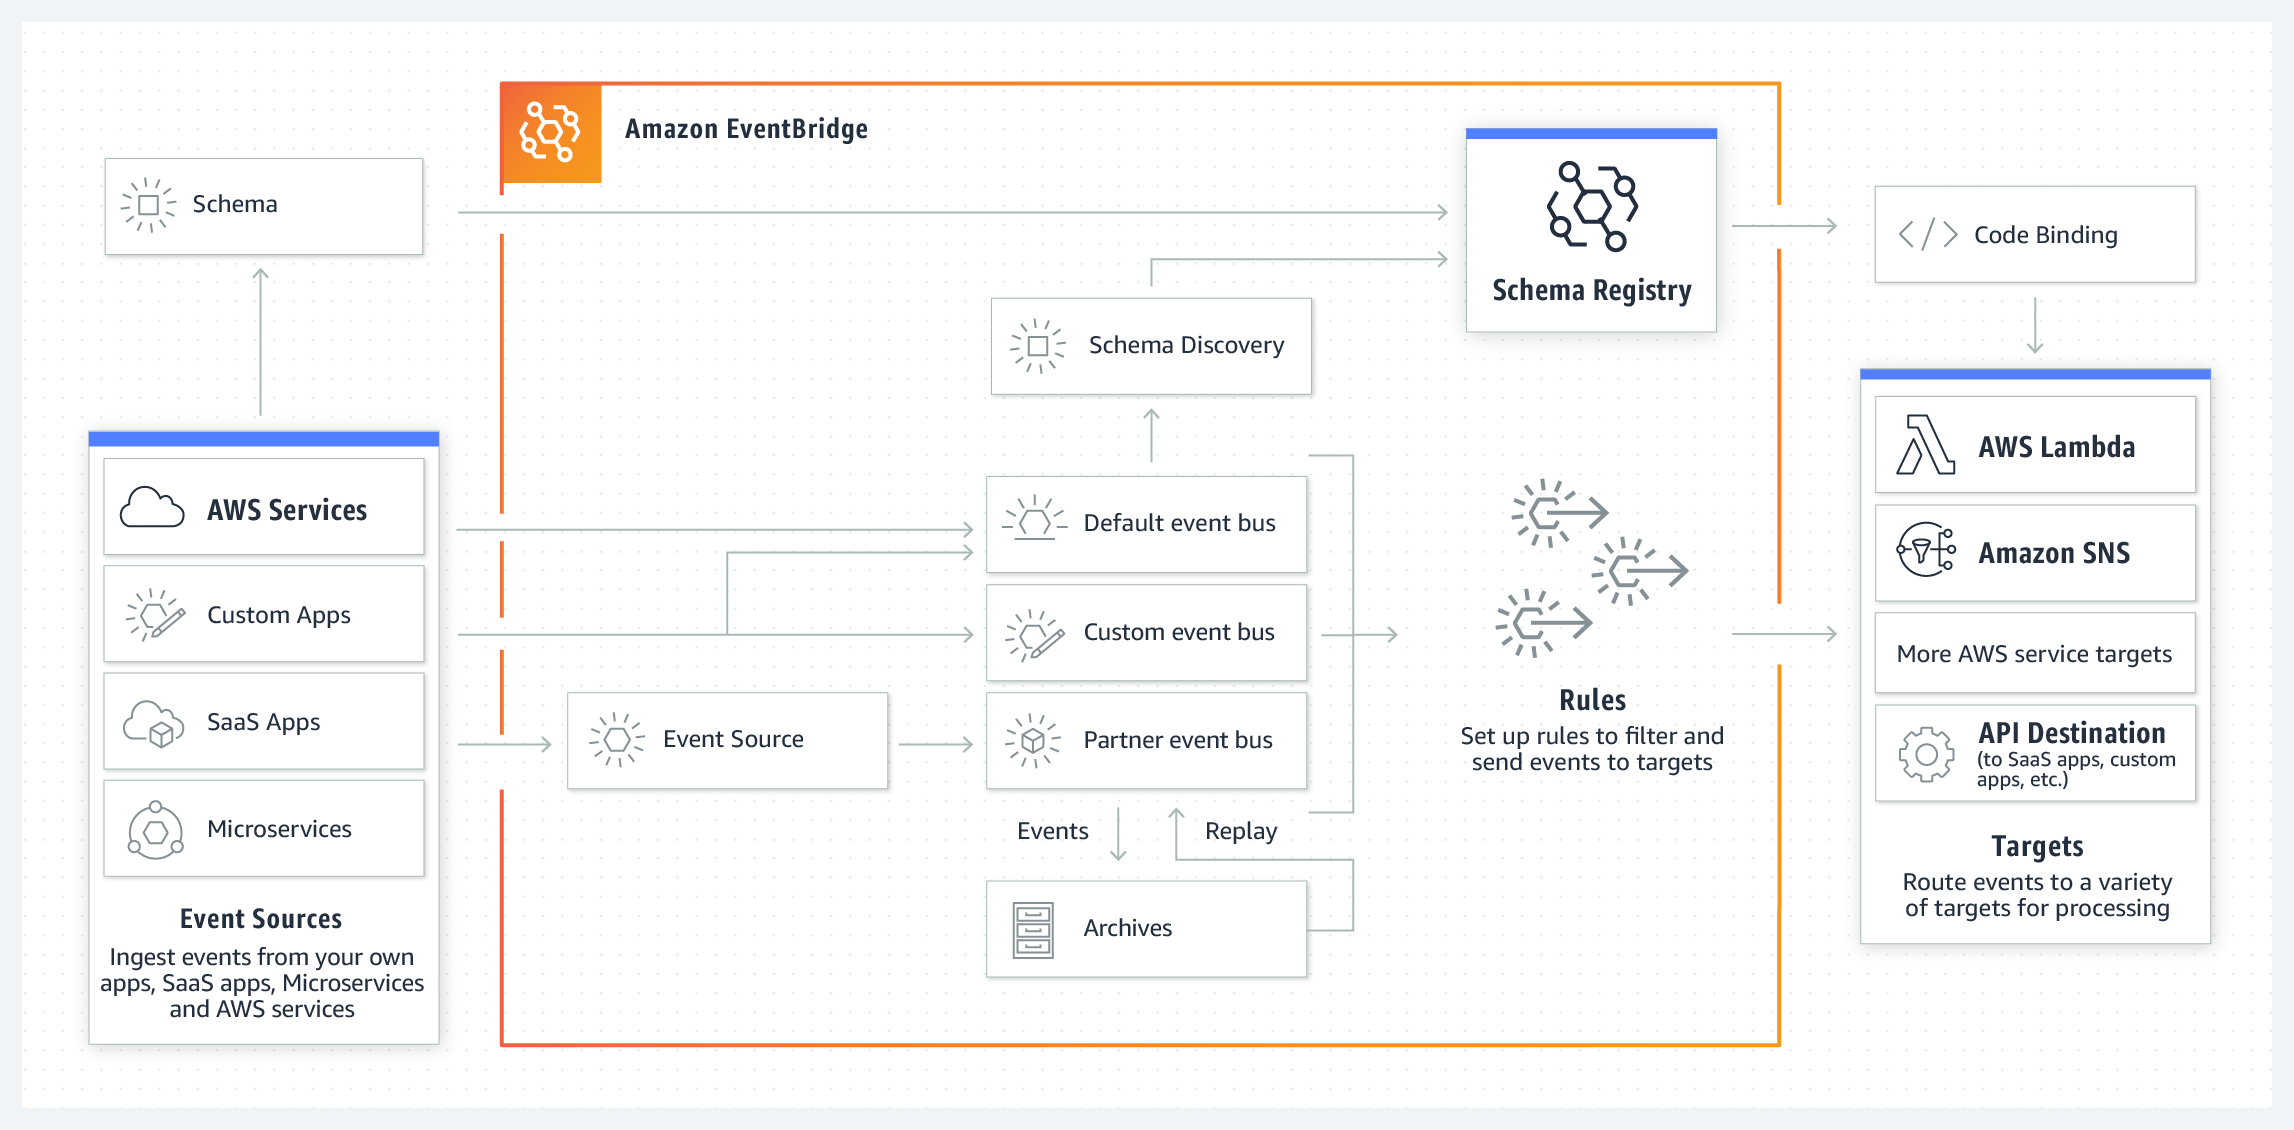 Amazon EventBridge
Schema
Schema Registry
Code Binding
Schema Discovery
AWS Services
Custom Apps
SaaS Apps
Microservices
Event Sources
Ingest events from your own
apps, SaaS apps, Microservices
and AWS services
Event Source
Default event bus
Custom event bus
Partner event bus
Events
Replay
Archives
Rules
Set up rules to filter and
send events to targets
AWS Lambda
Amazon SNS
More AWS service targets
API Destination
(to SaaS apps, custom
apps, etc.)
Targets
Route events to a variety
of targets for processing